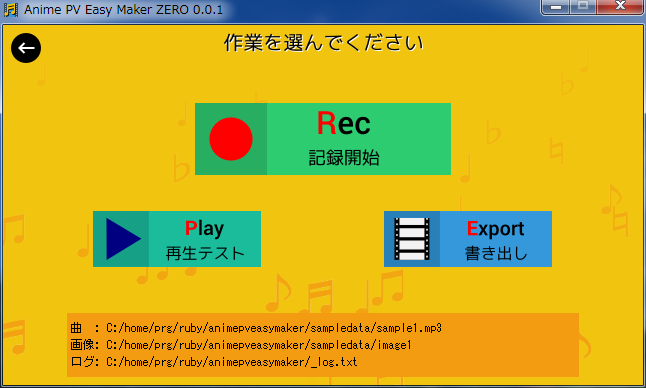 Anime PV Easy Maker ZERO 0.0.1
作業を選んでください
Rec
記録開始
Play
再生テスト
Export
書き出し
曲 : C:/home/prg/ruby/animepveasymaker/sampledata/sample1.mp3
画像: C:/home/prg/ruby/animepveasymaker/sampledata/image1
ログ: C:/home/prg/ruby/animepveasymaker/_log.txt